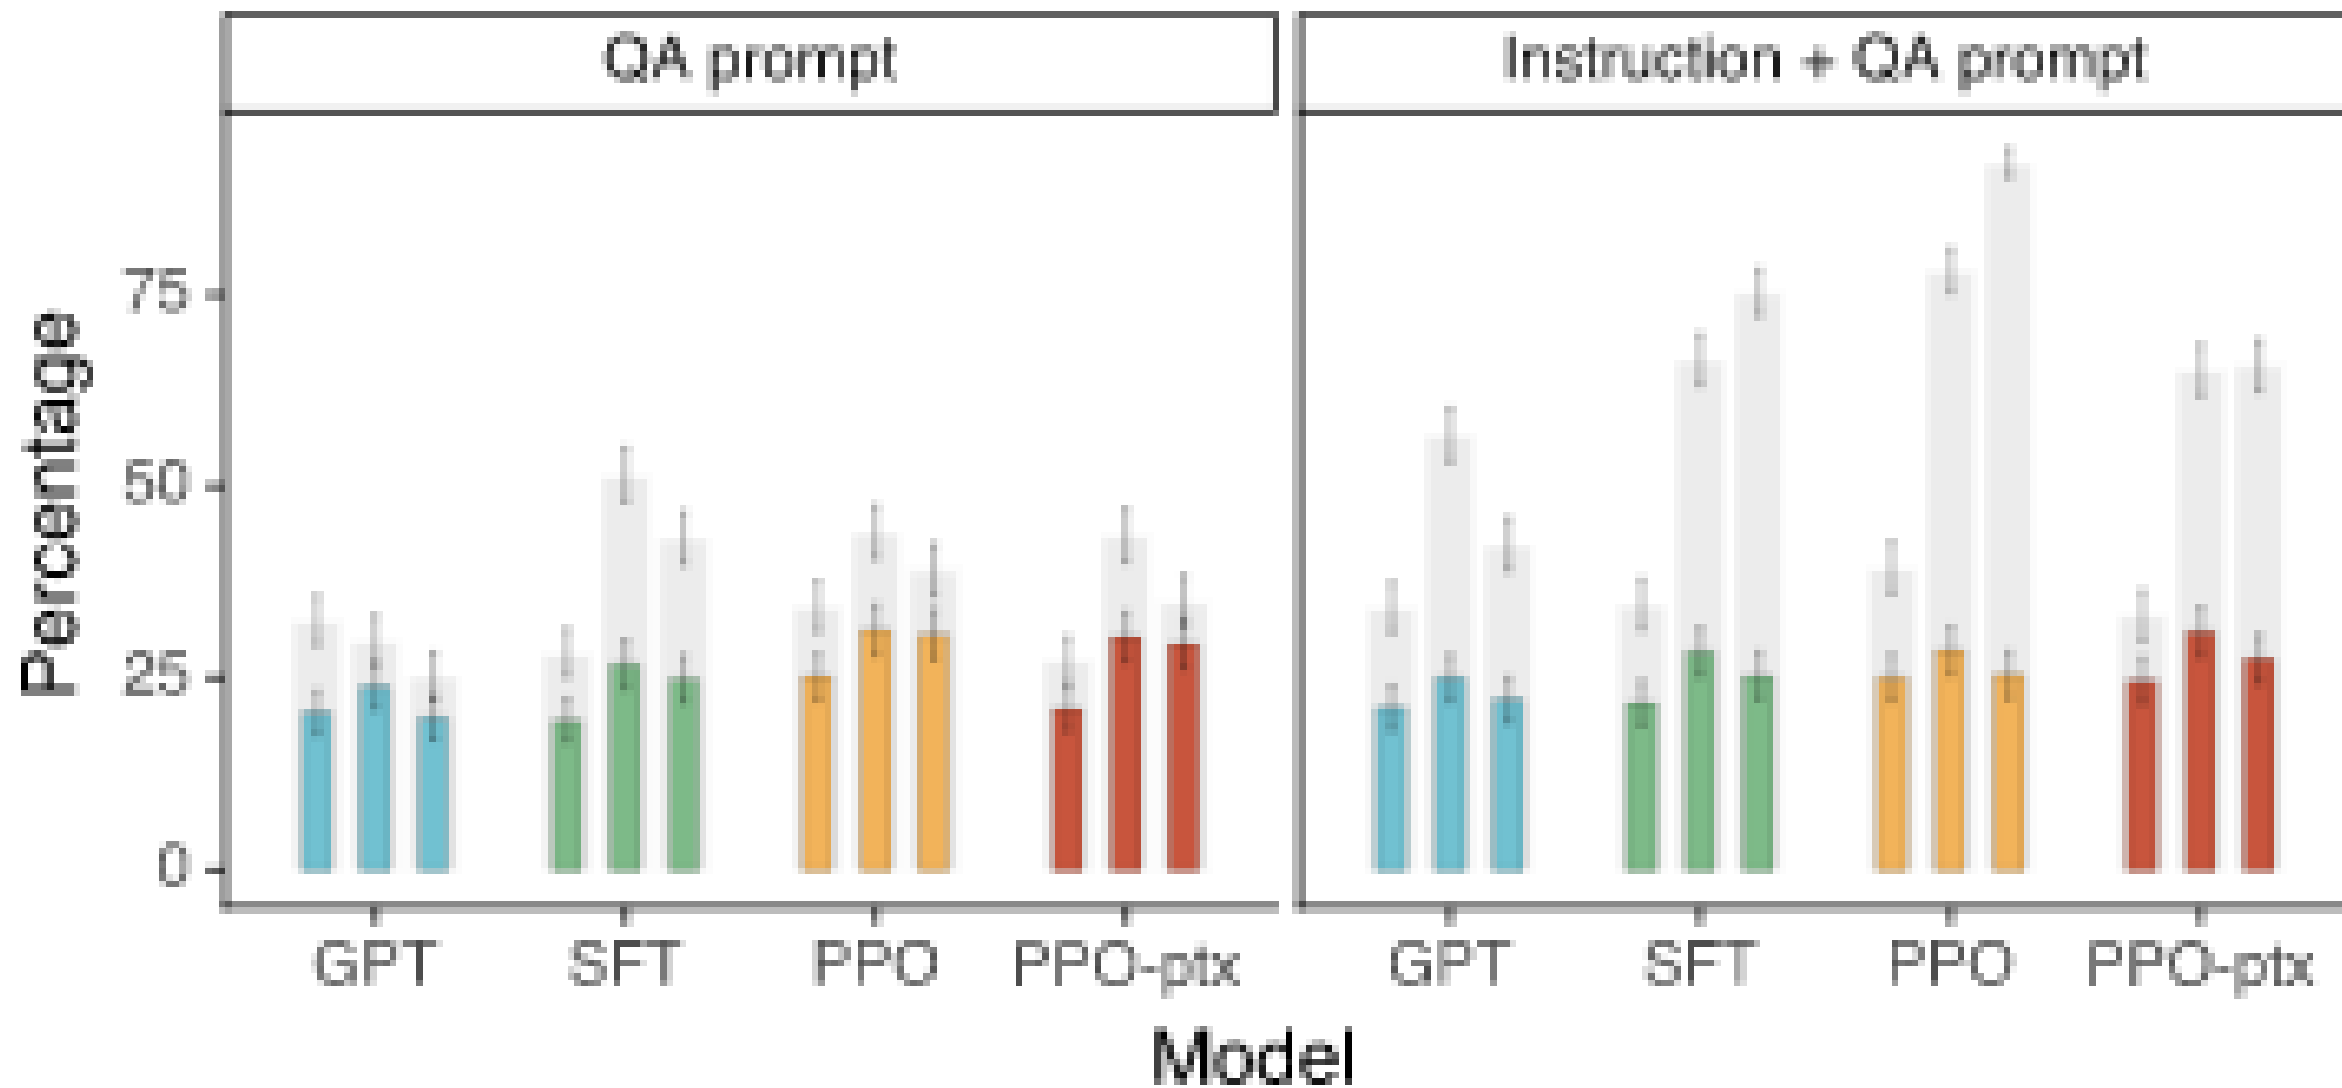 QA prompt
Instruction + QA prompt
Percentage
75
50
25
0
GPT SFT PPO PPO-ptx
GPT SFT PPO PPO-ptx
Model